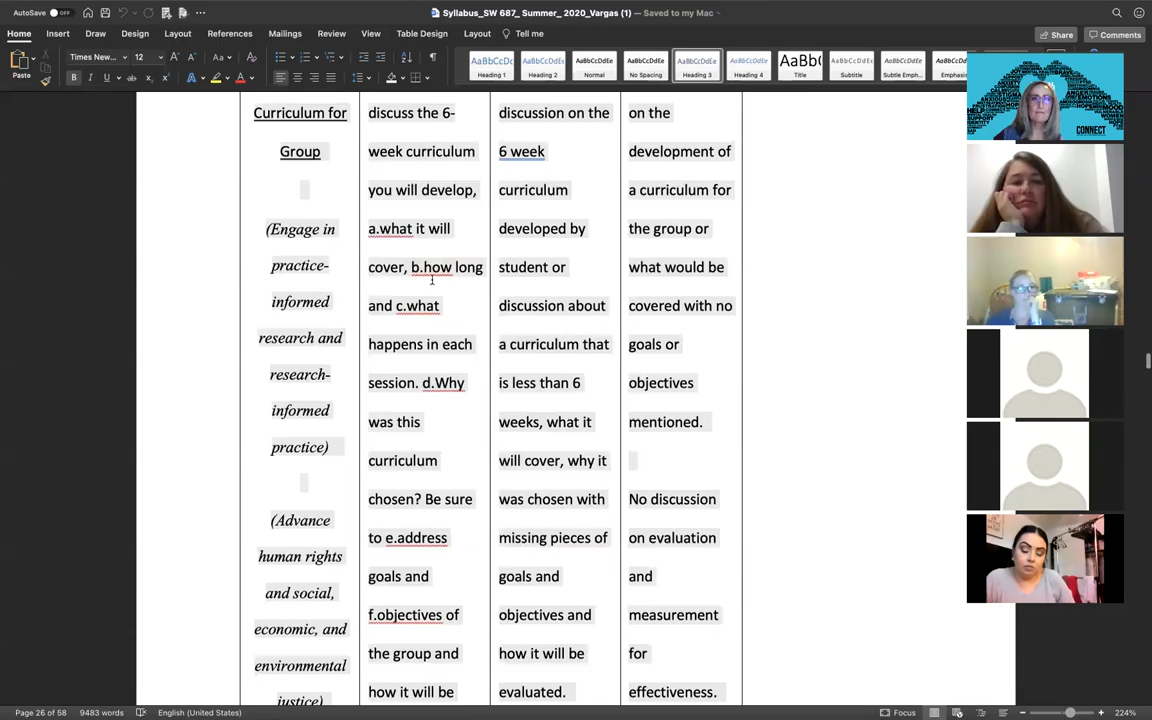 AutoSave OFF
Syllabus_SW 687_ Summer_ 2020_Vargas (1) — Saved to my Mac
Home Insert Draw Design Layout References Mailings Review View Table Design Layout Tell me
Share Comments
Paste
Times New... 12
AaBbCcDc AaBbCcDdEe AaBbCcDdEe AaBbCcDdEe AaBbCcDdEe AaBbCcDdEe AaBb( AaBbCcDdEe AaBbCcDdEe AaBbCcDdEe
Heading 1 Heading 2 Normal No Spacing Heading 3 Heading 4 Title Subtitle Subtle Emph... Emphasis
Curriculum for
Group
(Engage in
practice-
informed
research and
research-
informed
practice)
(Advance
human rights
and social,
economic, and
environmental
justice)
discuss the 6-
week curriculum
you will develop,
a.what it will
cover, b.how long
and c.what
happens in each
session. d.Why
was this
curriculum
chosen? Be sure
to e.address
goals and
f.objectives of
the group and
how it will be
discussion on the
6 week
curriculum
developed by
student or
discussion about
a curriculum that
is less than 6
weeks, what it
will cover, why it
was chosen with
missing pieces of
goals and
objectives and
how it will be
evaluated.
on the
development of
a curriculum for
the group or
what would be
covered with no
goals or
objectives
mentioned.
No discussion
on evaluation
and
measurement
for
effectiveness.
CONNECT
Page 26 of 58 9483 words English (United States) Focus 224%